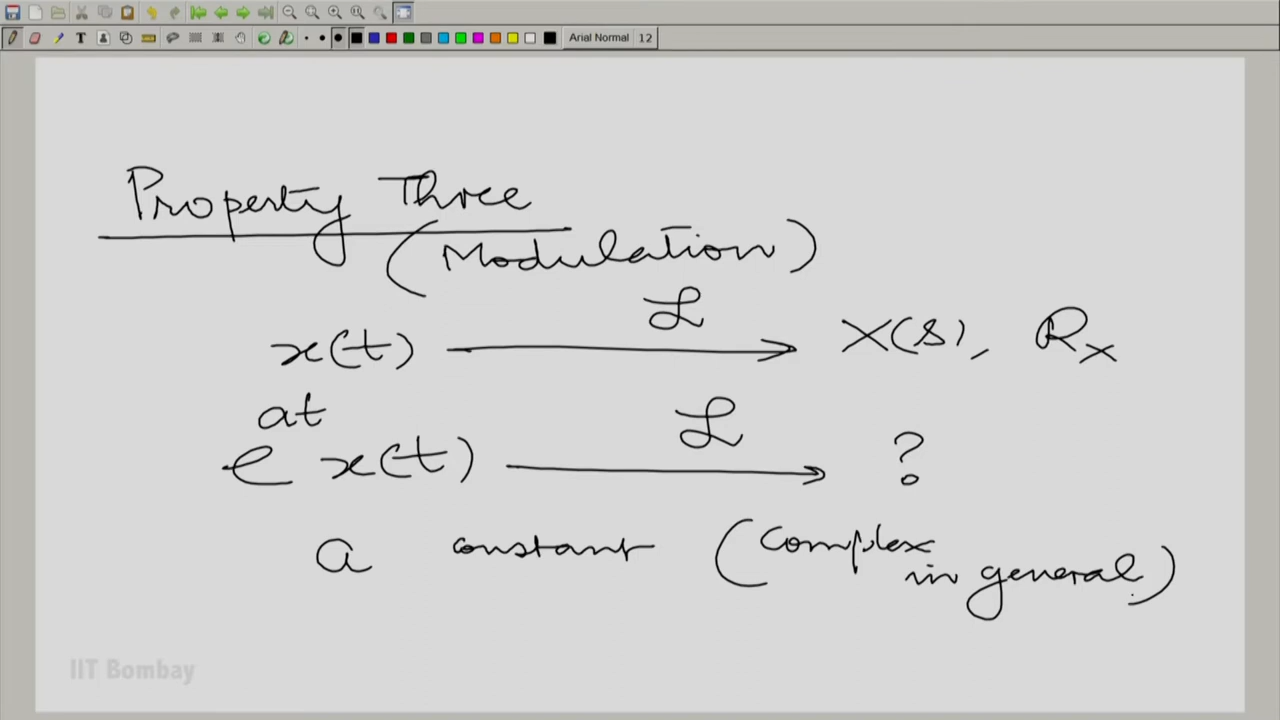 Arial Normal 12
Property Three
(Modulation)
x(t) ℒ X(s), Rx
e^at x(t) ℒ ?
a constant (complex
in general)
IIT Bombay